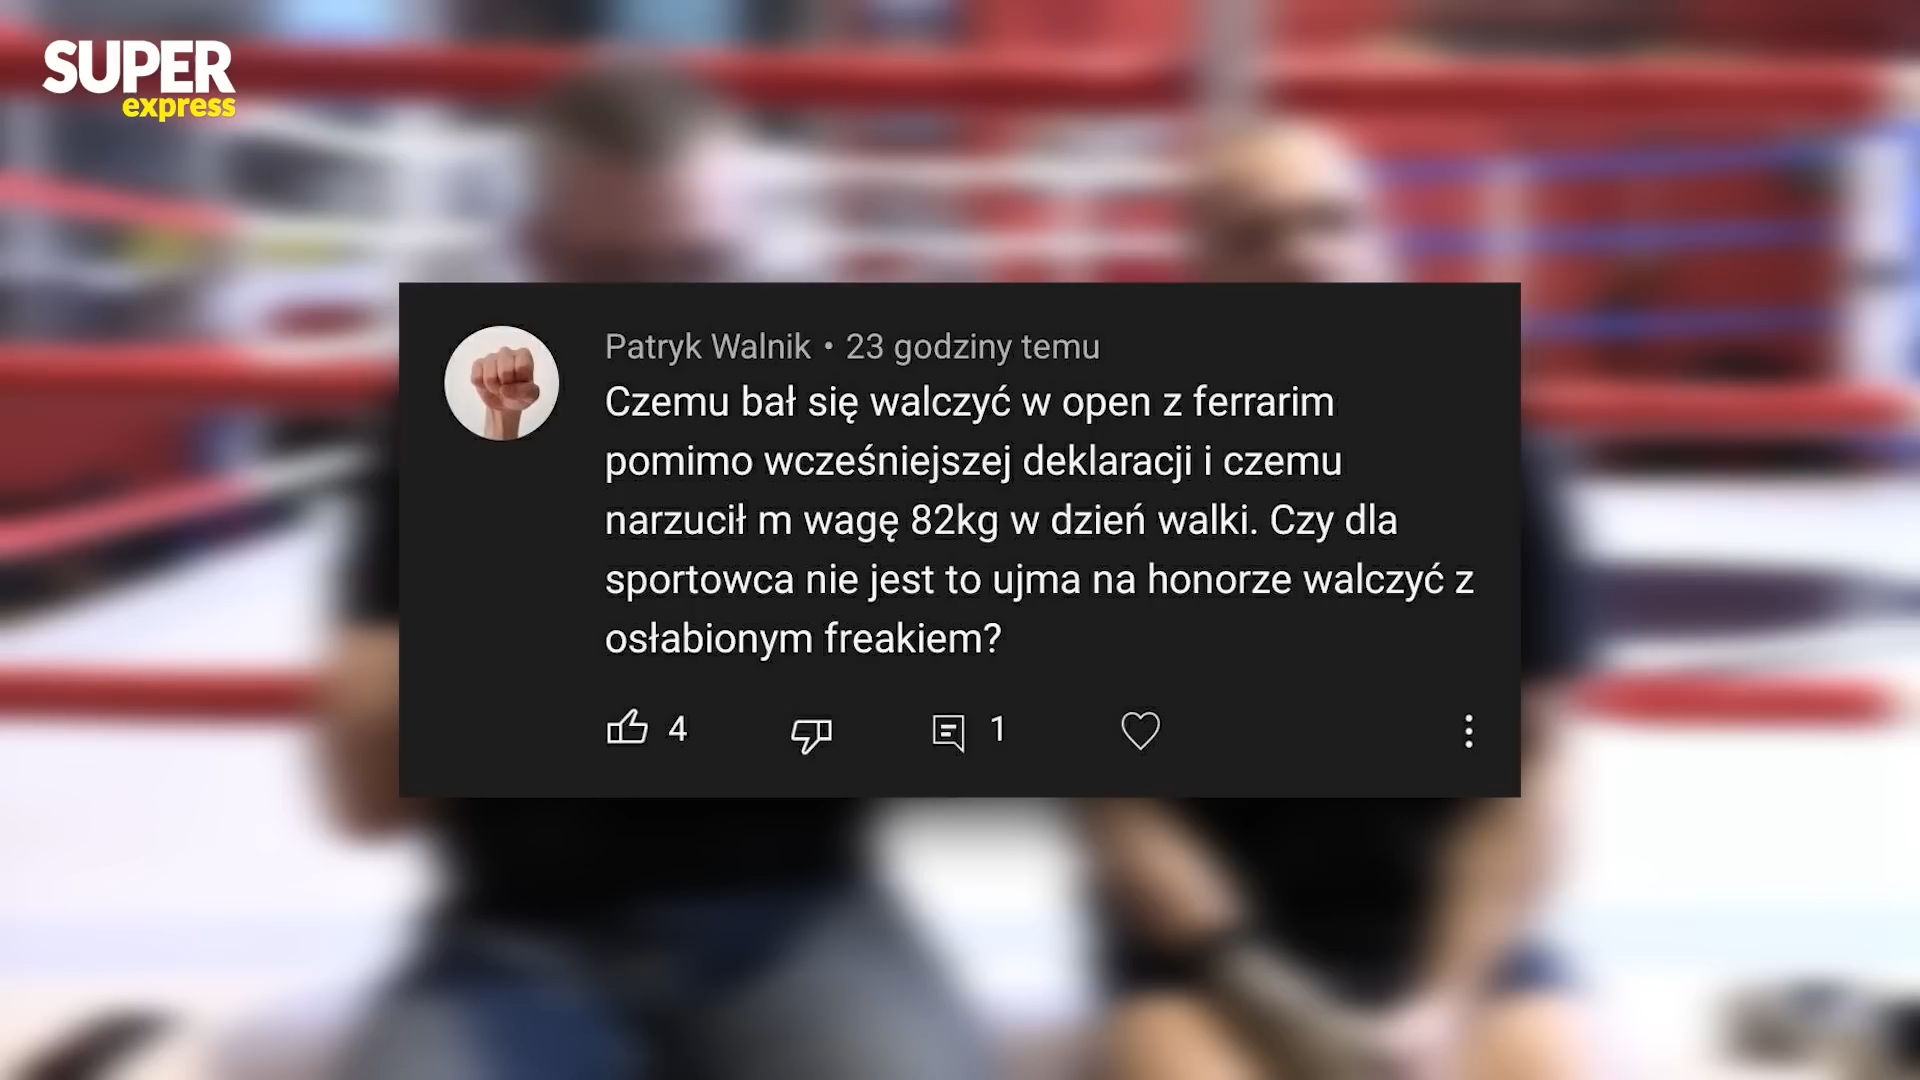 SUPER
express
Patryk Walnik • 23 godziny temu
Czemu bał się walczyć w open z ferrarim
pomimo wcześniejszej deklaracji i czemu
narzucił m wagę 82kg w dzień walki. Czy dla
sportowca nie jest to ujma na honorze walczyć z
osłabionym freakiem?
4 1